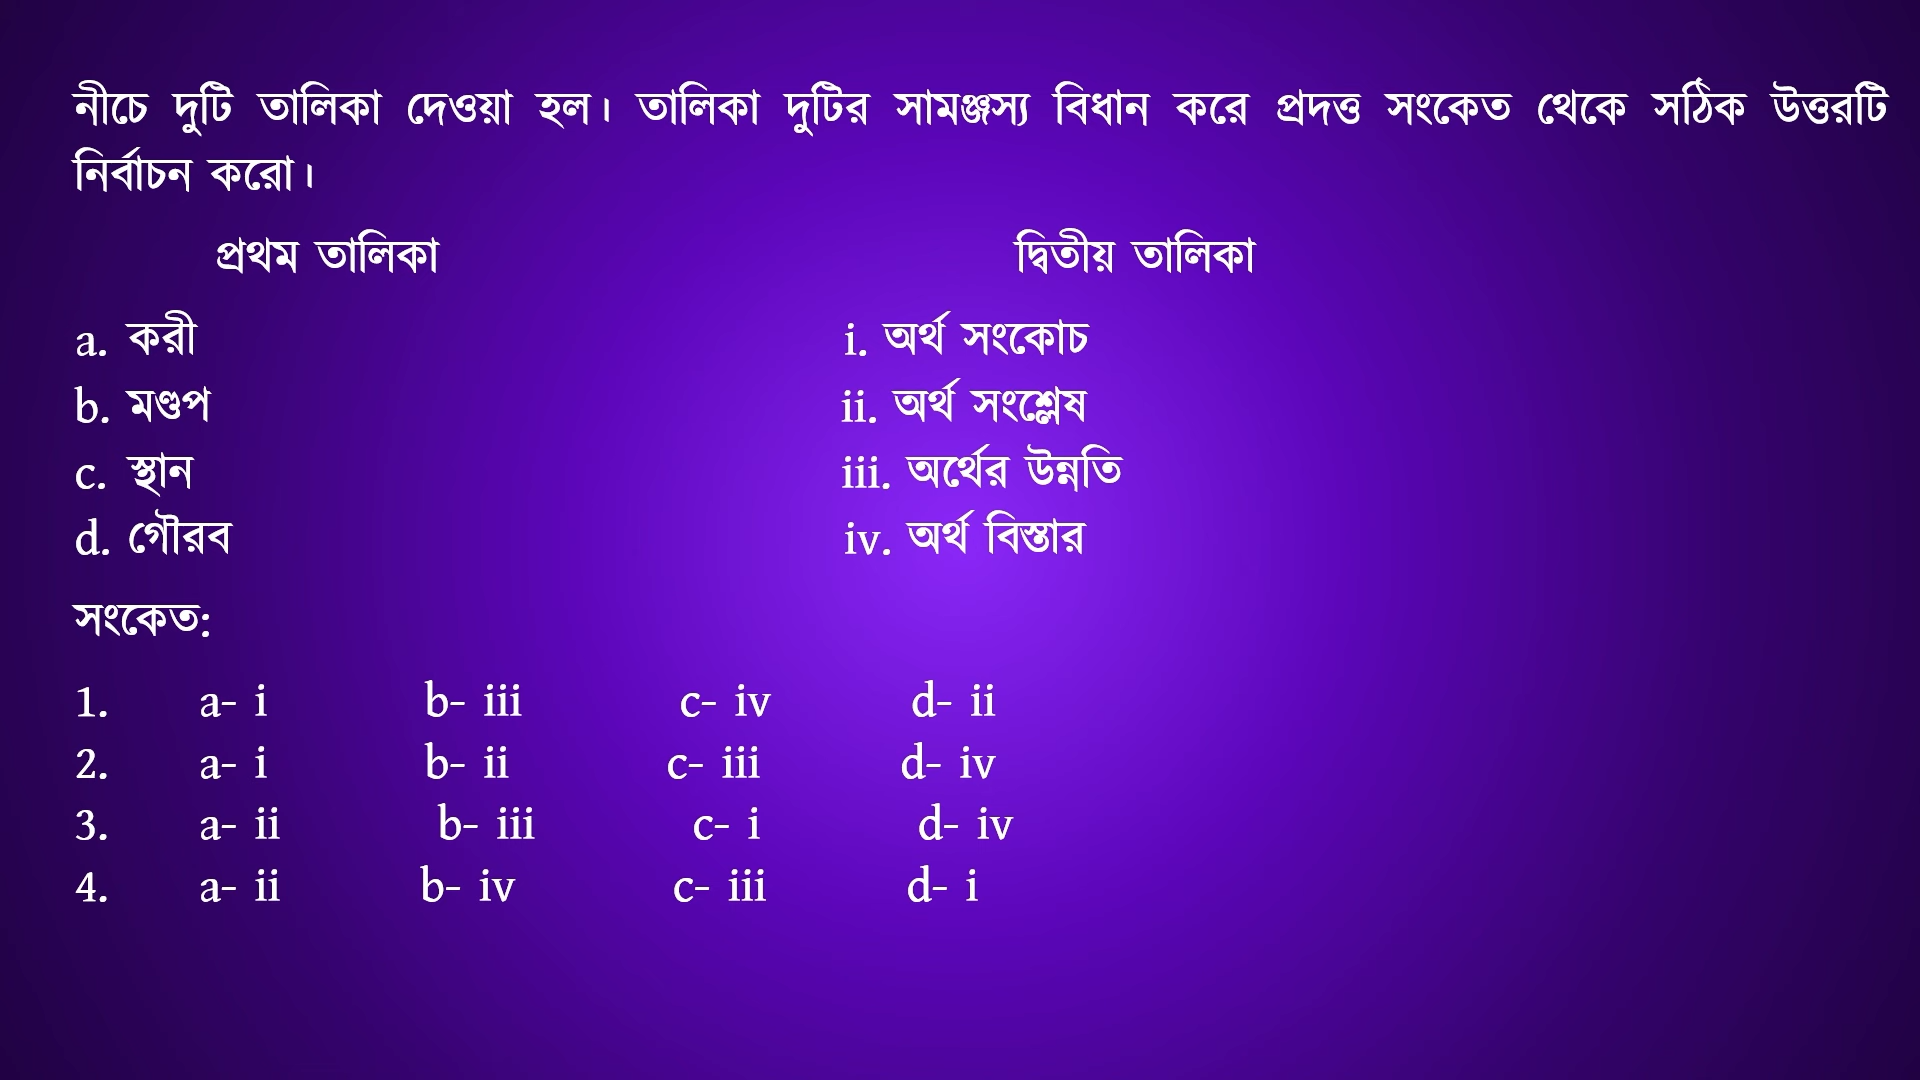 নীচে দুটি তালিকা দেওয়া হল। তালিকা দুটির সামঞ্জস্য বিধান করে প্রদত্ত সংকেত থেকে সঠিক উত্তরটি
নির্বাচন করো।
প্রথম তালিকা দ্বিতীয় তালিকা
a. করী i. অর্থ সংকোচ
b. মণ্ডপ ii. অর্থ সংশ্লেষ
c. স্থান iii. অর্থের উন্নতি
d. গৌরব iv. অর্থ বিস্তার
সংকেত:
1. a- i b- iii c- iv d- ii
2. a- i b- ii c- iii d- iv
3. a- ii b- iii c- i d- iv
4. a- ii b- iv c- iii d- i